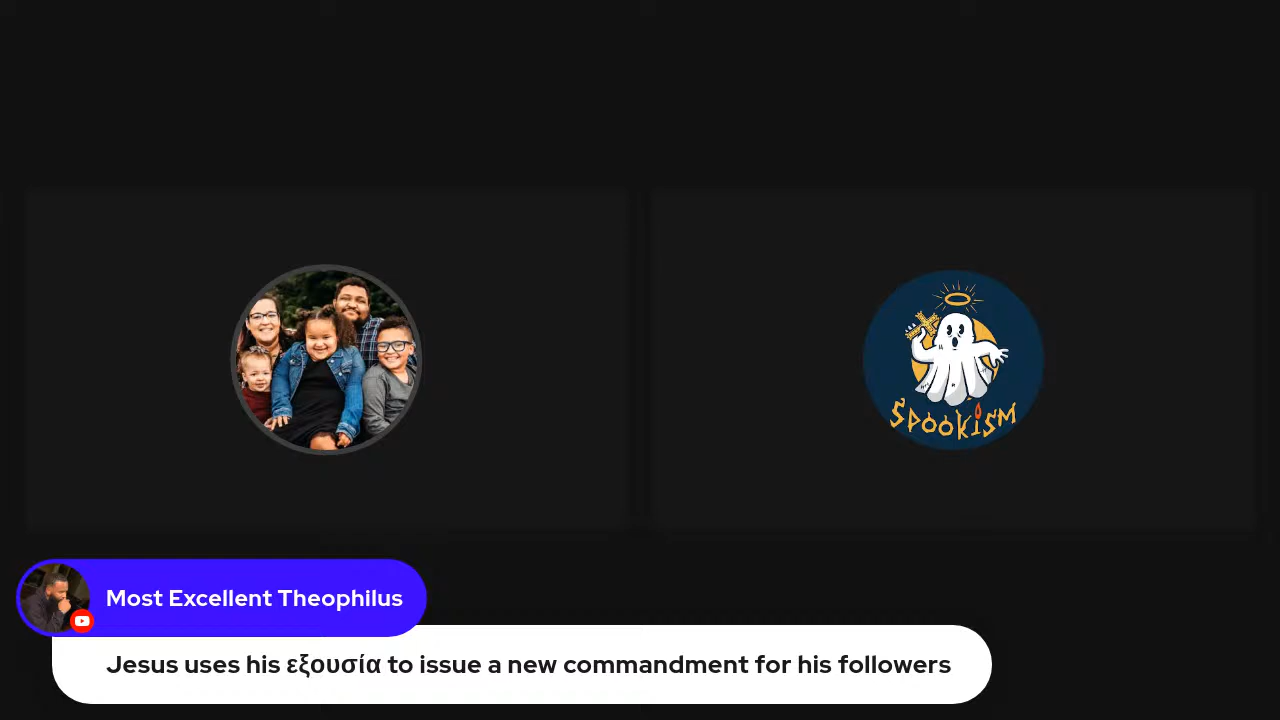 SPOOKiSM
Most Excellent Theophilus
Jesus uses his εξουσία to issue a new commandment for his followers